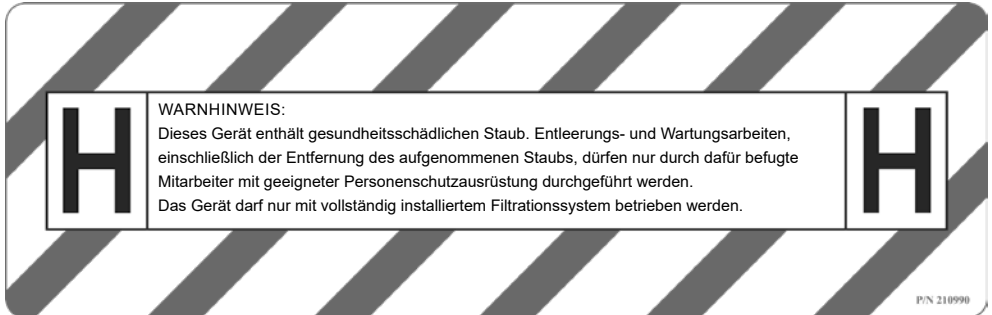 H
WARNHINWEIS:
Dieses Gerät enthält gesundheitsschädlichen Staub. Entleerungs- und Wartungsarbeiten,
einschließlich der Entfernung des aufgenommenen Staubs, dürfen nur durch dafür befugte
Mitarbeiter mit geeigneter Personenschutzausrüstung durchgeführt werden.
Das Gerät darf nur mit vollständig installiertem Filtrationssystem betrieben werden.
H
P/N 210990